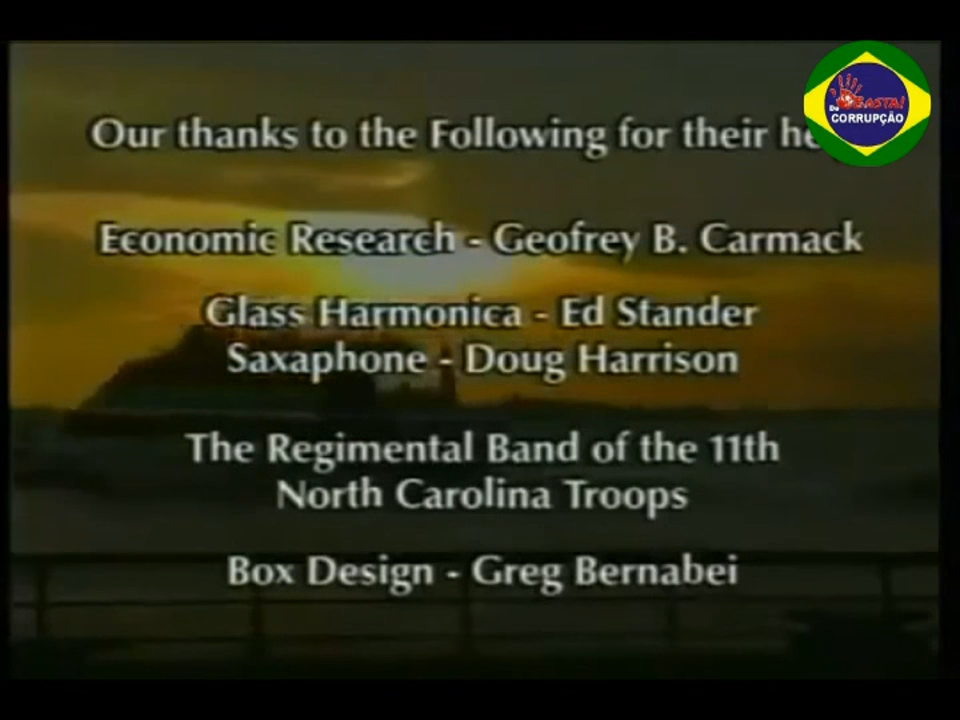 Our thanks to the Following for their he
Economic Research - Geofrey B. Carmack
Glass Harmonica - Ed Stander
Saxaphone - Doug Harrison
The Regimental Band of the 11th
North Carolina Troops
Box Design - Greg Bernabei
BASTA!
De
CORRUPÇÃO